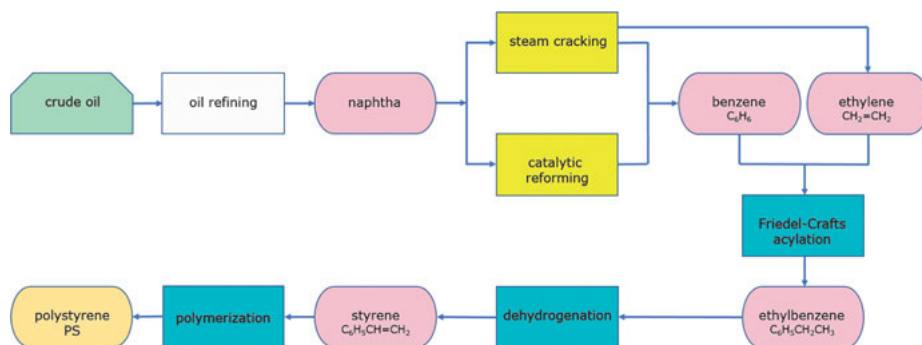 steam cracking
crude oil
oil refining
naphtha
benzene
C₆H₆
ethylene
CH₂=CH₂
catalytic
reforming
Friedel-Crafts
acylation
polystyrene
PS
polymerization
styrene
C₆H₅CH=CH₂
dehydrogenation
ethylbenzene
C₆H₅CH₂CH₃